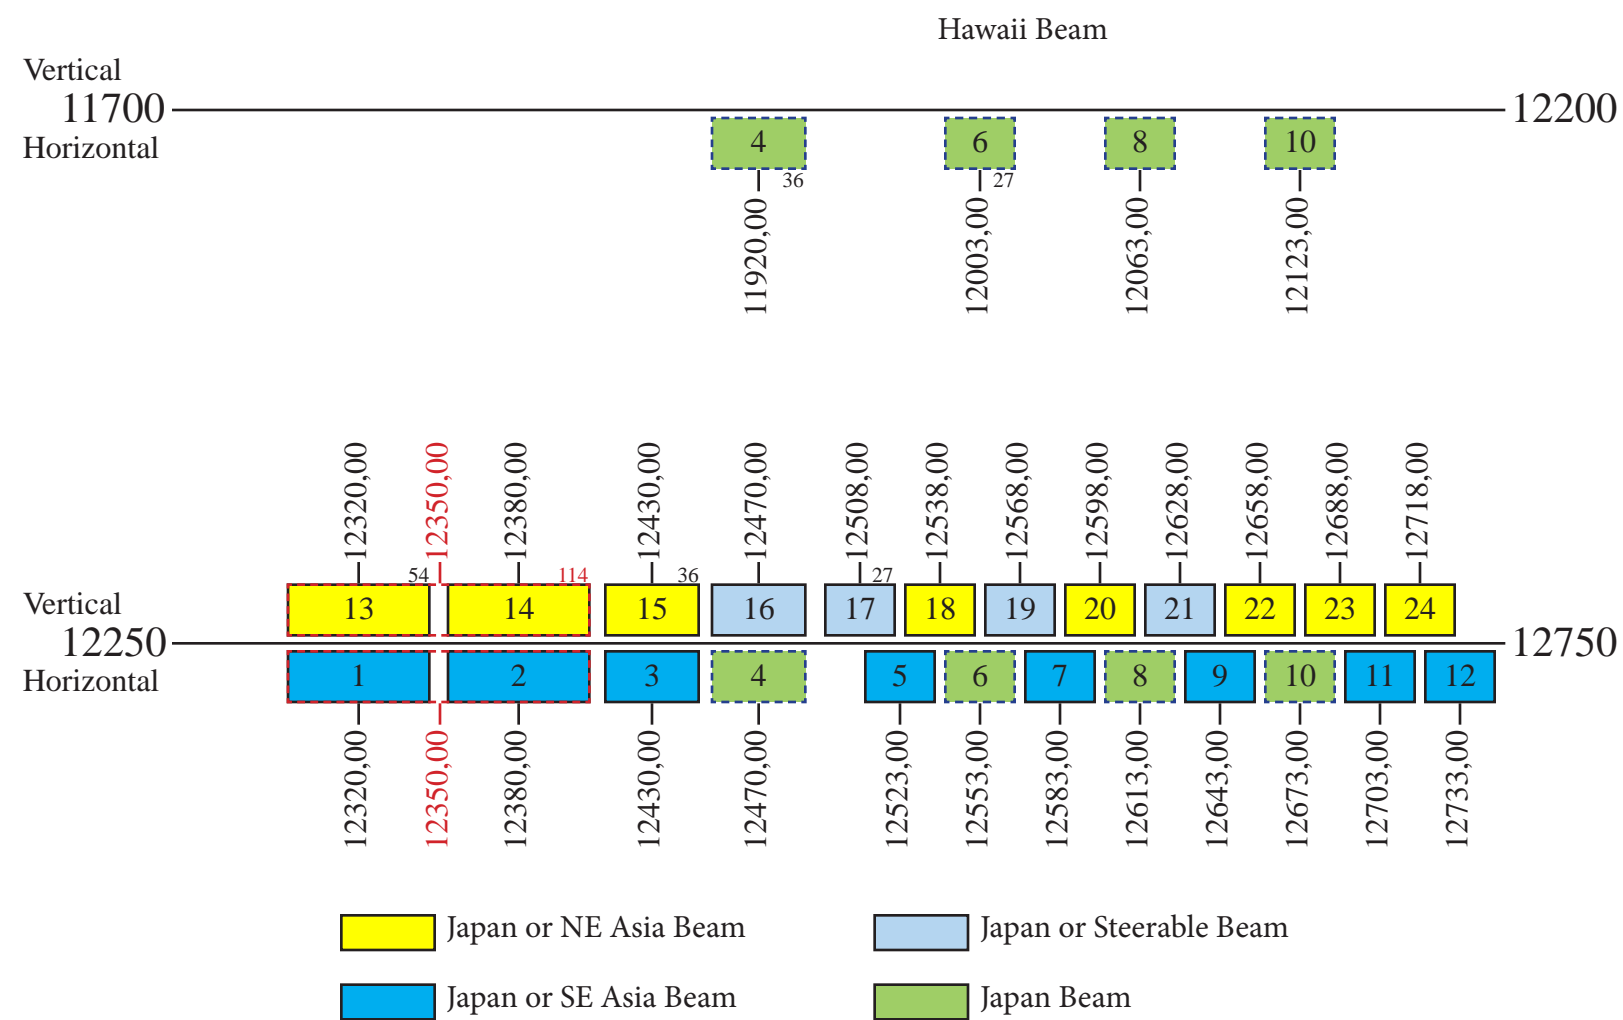 Hawaii Beam
Vertical
11700
12200
Horizontal
4 6 8 10
36 27
11920,00 12003,00 12063,00 12123,00
12320,00 12350,00 12380,00 12430,00 12470,00 12508,00 12538,00 12568,00 12598,00 12628,00 12658,00 12688,00 12718,00
54 114 36 27
Vertical
13 14 15 16 17 18 19 20 21 22 23 24
12250
12750
Horizontal
1 2 3 4 5 6 7 8 9 10 11 12
12320,00 12350,00 12380,00 12430,00 12470,00 12523,00 12553,00 12583,00 12613,00 12643,00 12673,00 12703,00 12733,00
Japan or NE Asia Beam
Japan or Steerable Beam
Japan or SE Asia Beam
Japan Beam